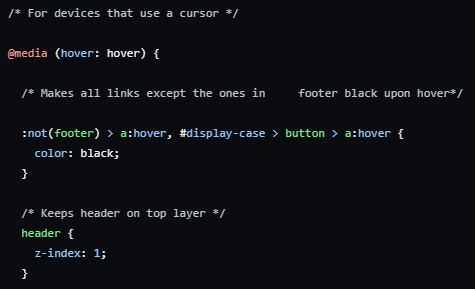 /* For devices that use a cursor */
@media (hover: hover) {
/* Makes all links except the ones in     footer black upon hover*/
:not(footer) > a:hover, #display-case > button > a:hover {
color: black;
}
/* Keeps header on top layer */
header {
z-index: 1;
}